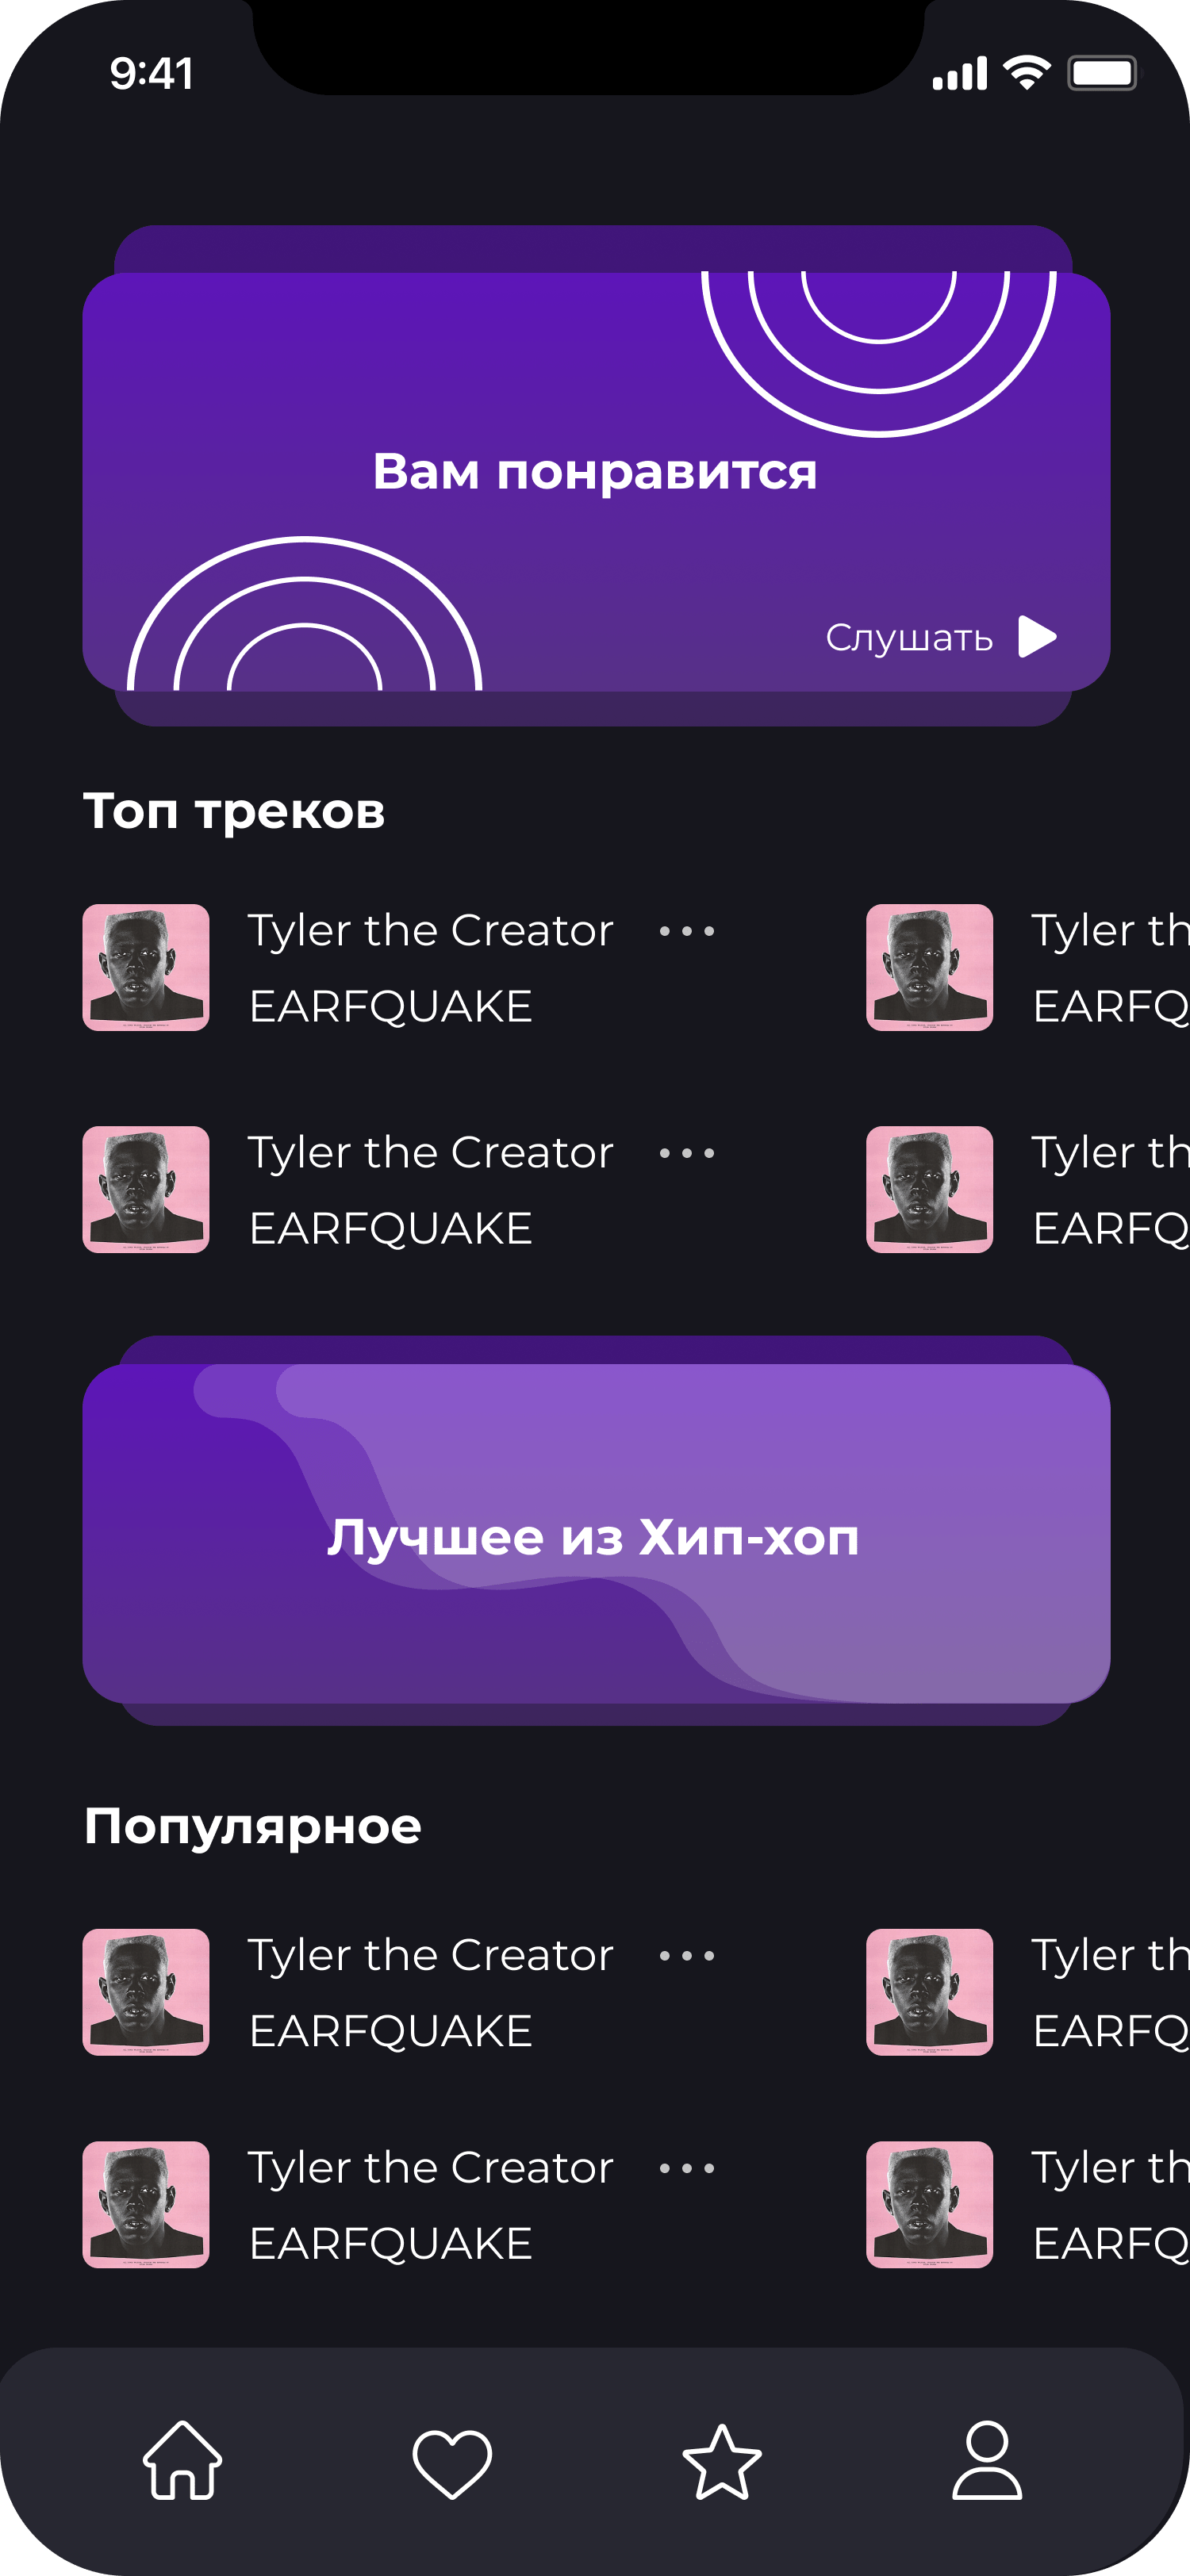 9:41
Вам понравится
Слушать
Топ треков
Tyler the Creator
EARFQUAKE
Tyler th
EARFQ
Tyler the Creator
EARFQUAKE
Tyler th
EARFQ
Лучшее из Хип-хоп
Популярное
Tyler the Creator
EARFQUAKE
Tyler th
EARFQ
Tyler the Creator
EARFQUAKE
Tyler th
EARFQ